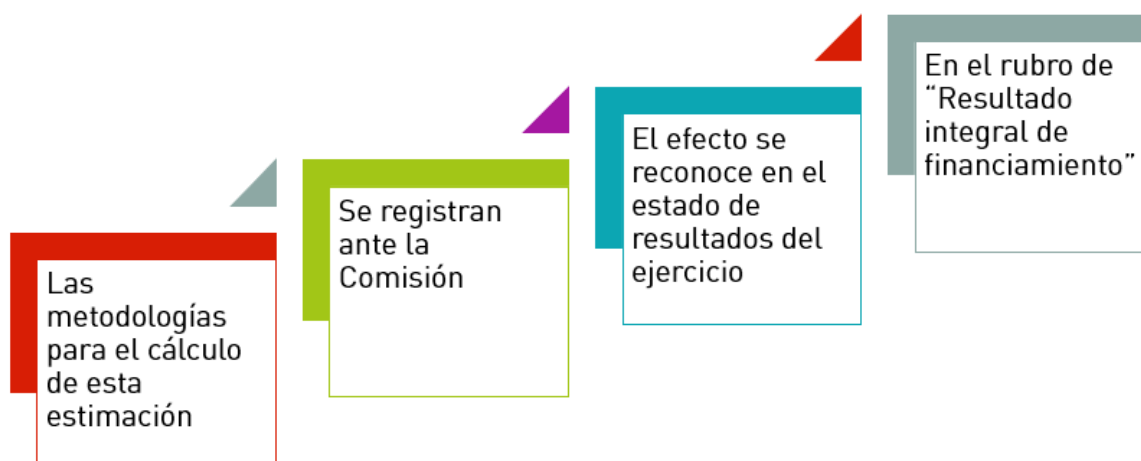 Las
metodologías
para el cálculo
de esta
estimación
Se registran
ante la
Comisión
El efecto se
reconoce en el
estado de
resultados del
ejercicio
En el rubro de
“Resultado
integral de
financiamiento”